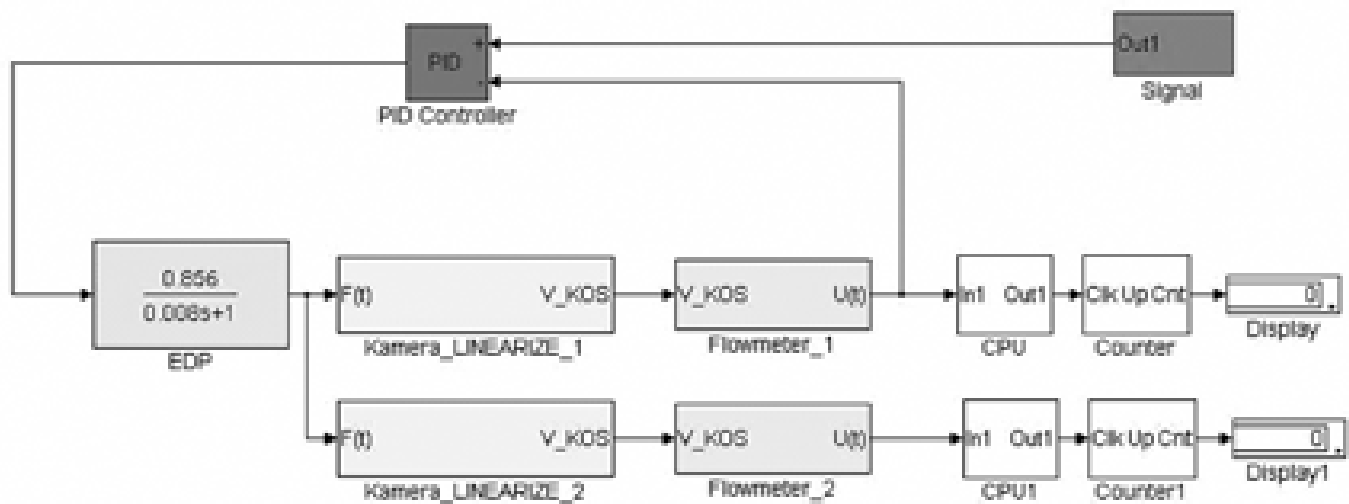 PID
+
-
PID Controller
Out1
Signal
0.856
0.008s+1
EDP
F(t) V_KOS
Kamera_LINEARIZE_1
V_KOS U(t)
Flowmeter_1
In1 Out1
CPU
Clk Up Cnt
Counter
0
Display
F(t) V_KOS
Kamera_LINEARIZE_2
V_KOS U(t)
Flowmeter_2
In1 Out1
CPU1
Clk Up Cnt
Counter1
0
Display1